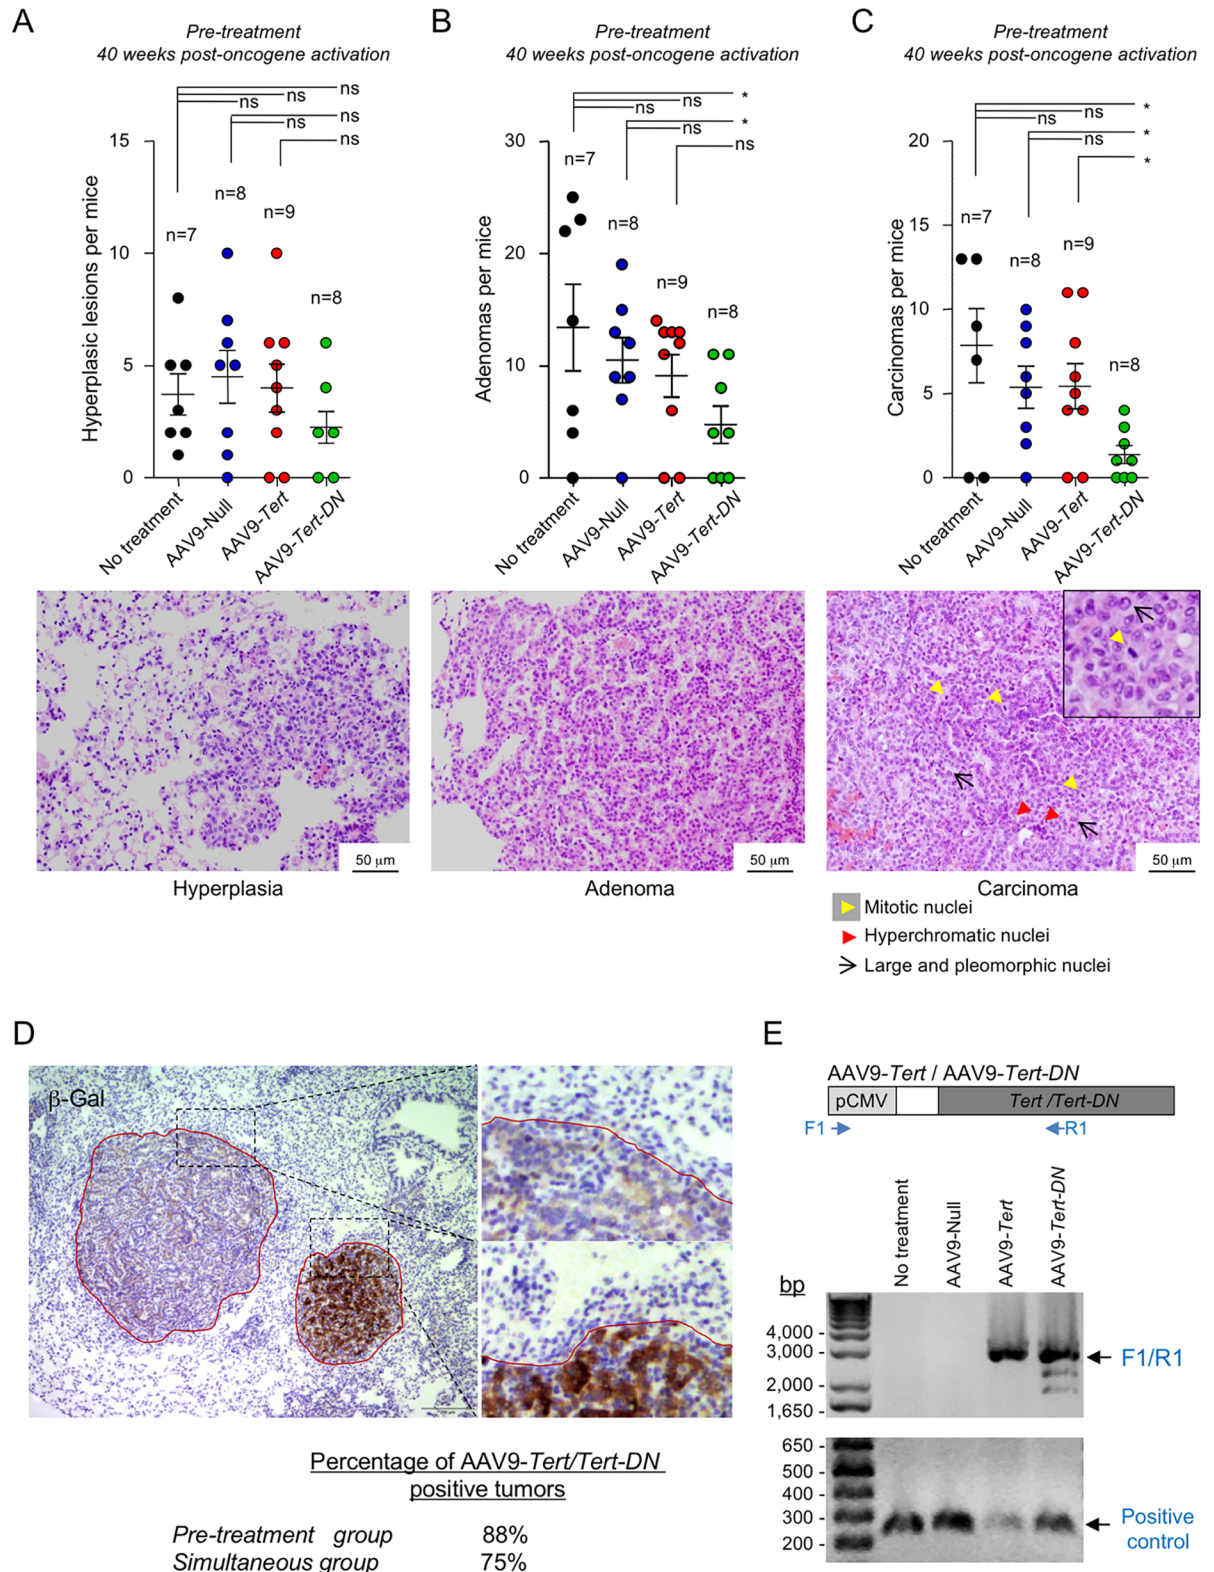 A
Pre-treatment
40 weeks post-oncogene activation
ns
ns
ns
ns
ns
ns
15
10
5
0
Hyperplasic lesions per mice
n=7
n=8
n=9
n=8
No treatment
AAV9-Null
AAV9-Tert
AAV9-Tert-DN
50 μm
Hyperplasia
B
Pre-treatment
40 weeks post-oncogene activation
*
ns
ns
*
ns
ns
30
20
10
0
Adenomas per mice
n=7
n=8
n=9
n=8
No treatment
AAV9-Null
AAV9-Tert
AAV9-Tert-DN
50 μm
Adenoma
C
Pre-treatment
40 weeks post-oncogene activation
*
ns
ns
*
ns
*
20
15
10
5
0
Carcinomas per mice
n=7
n=8
n=9
n=8
No treatment
AAV9-Null
AAV9-Tert
AAV9-Tert-DN
50 μm
Carcinoma
Mitotic nuclei
Hyperchromatic nuclei
Large and pleomorphic nuclei
D
β-Gal
Percentage of AAV9-Tert/Tert-DN
positive tumors
Pre-treatment group 88%
Simultaneous group 75%
E
AAV9-Tert / AAV9-Tert-DN
pCMV
Tert /Tert-DN
F1
R1
No treatment
AAV9-Null
AAV9-Tert
AAV9-Tert-DN
bp
4,000 -
3,000 -
2,000 -
1,650 -
F1/R1
650 -
500 -
400 -
300 -
200 -
Positive
control